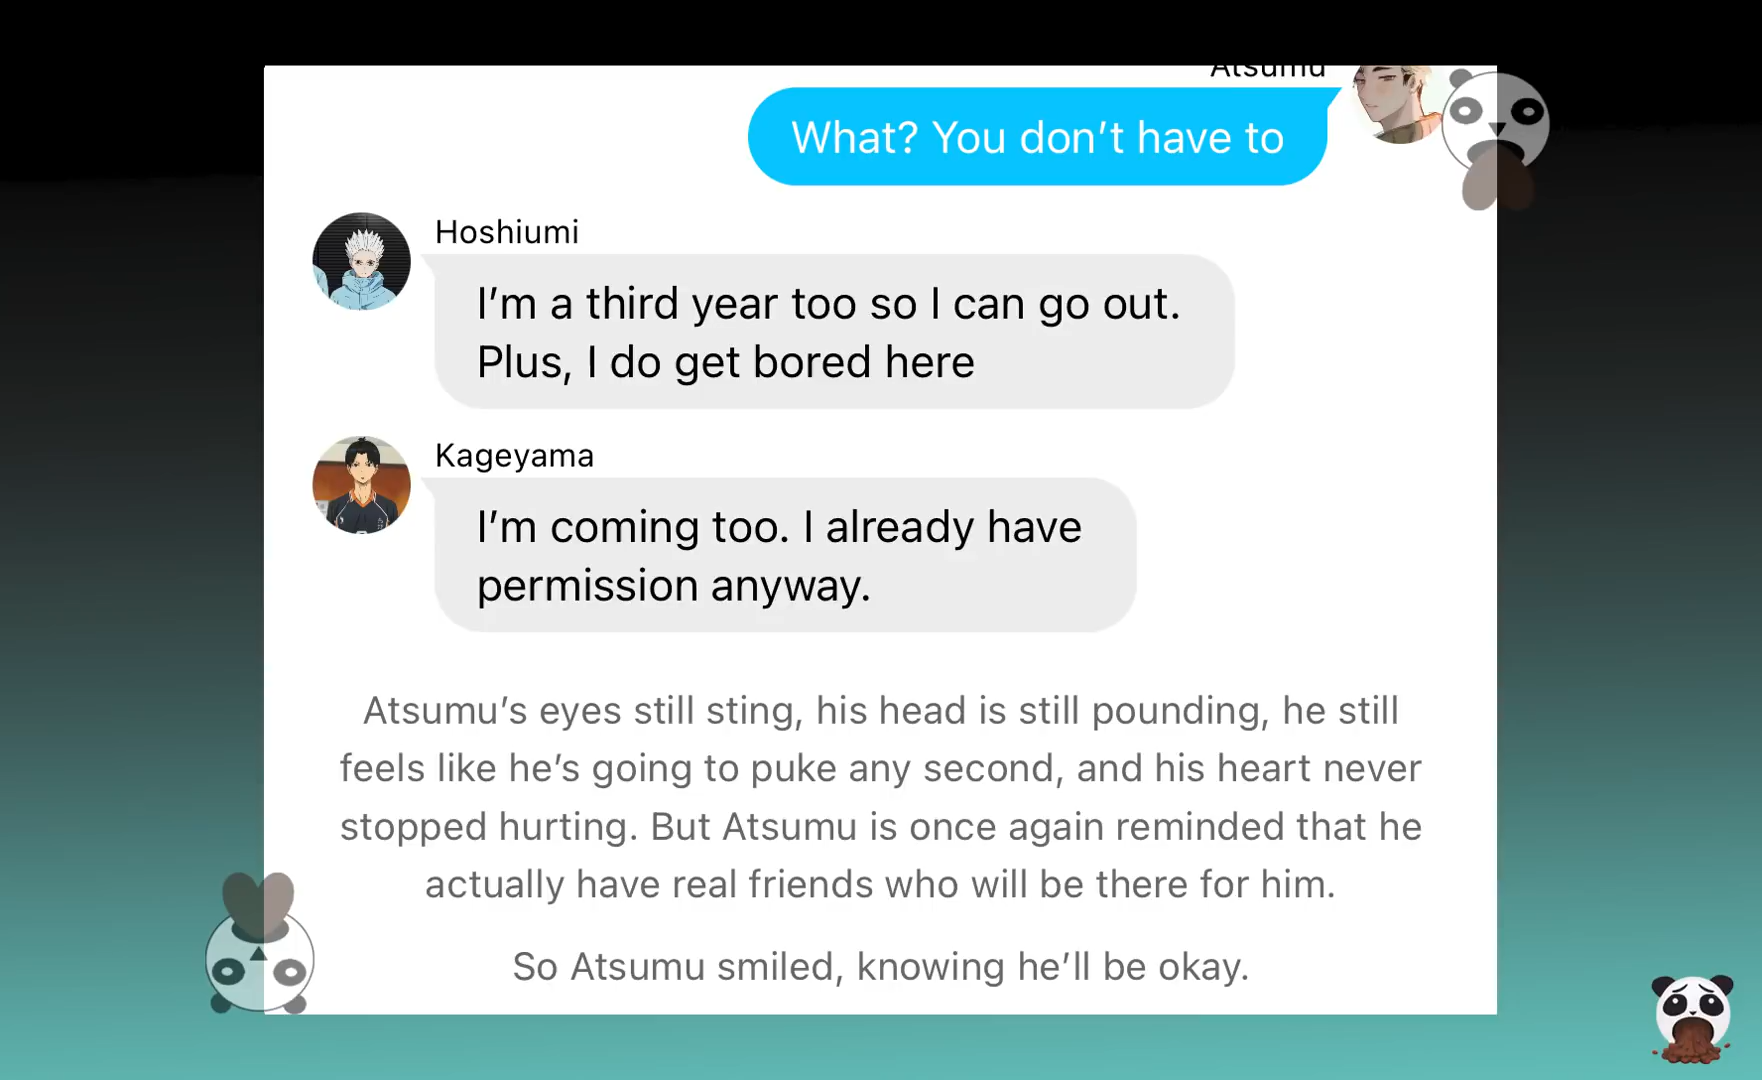 Atsumu
What? You don’t have to
Hoshiumi
I’m a third year too so I can go out.
Plus, I do get bored here
Kageyama
I’m coming too. I already have
permission anyway.
Atsumu’s eyes still sting, his head is still pounding, he still
feels like he’s going to puke any second, and his heart never
stopped hurting. But Atsumu is once again reminded that he
actually have real friends who will be there for him.
So Atsumu smiled, knowing he’ll be okay.